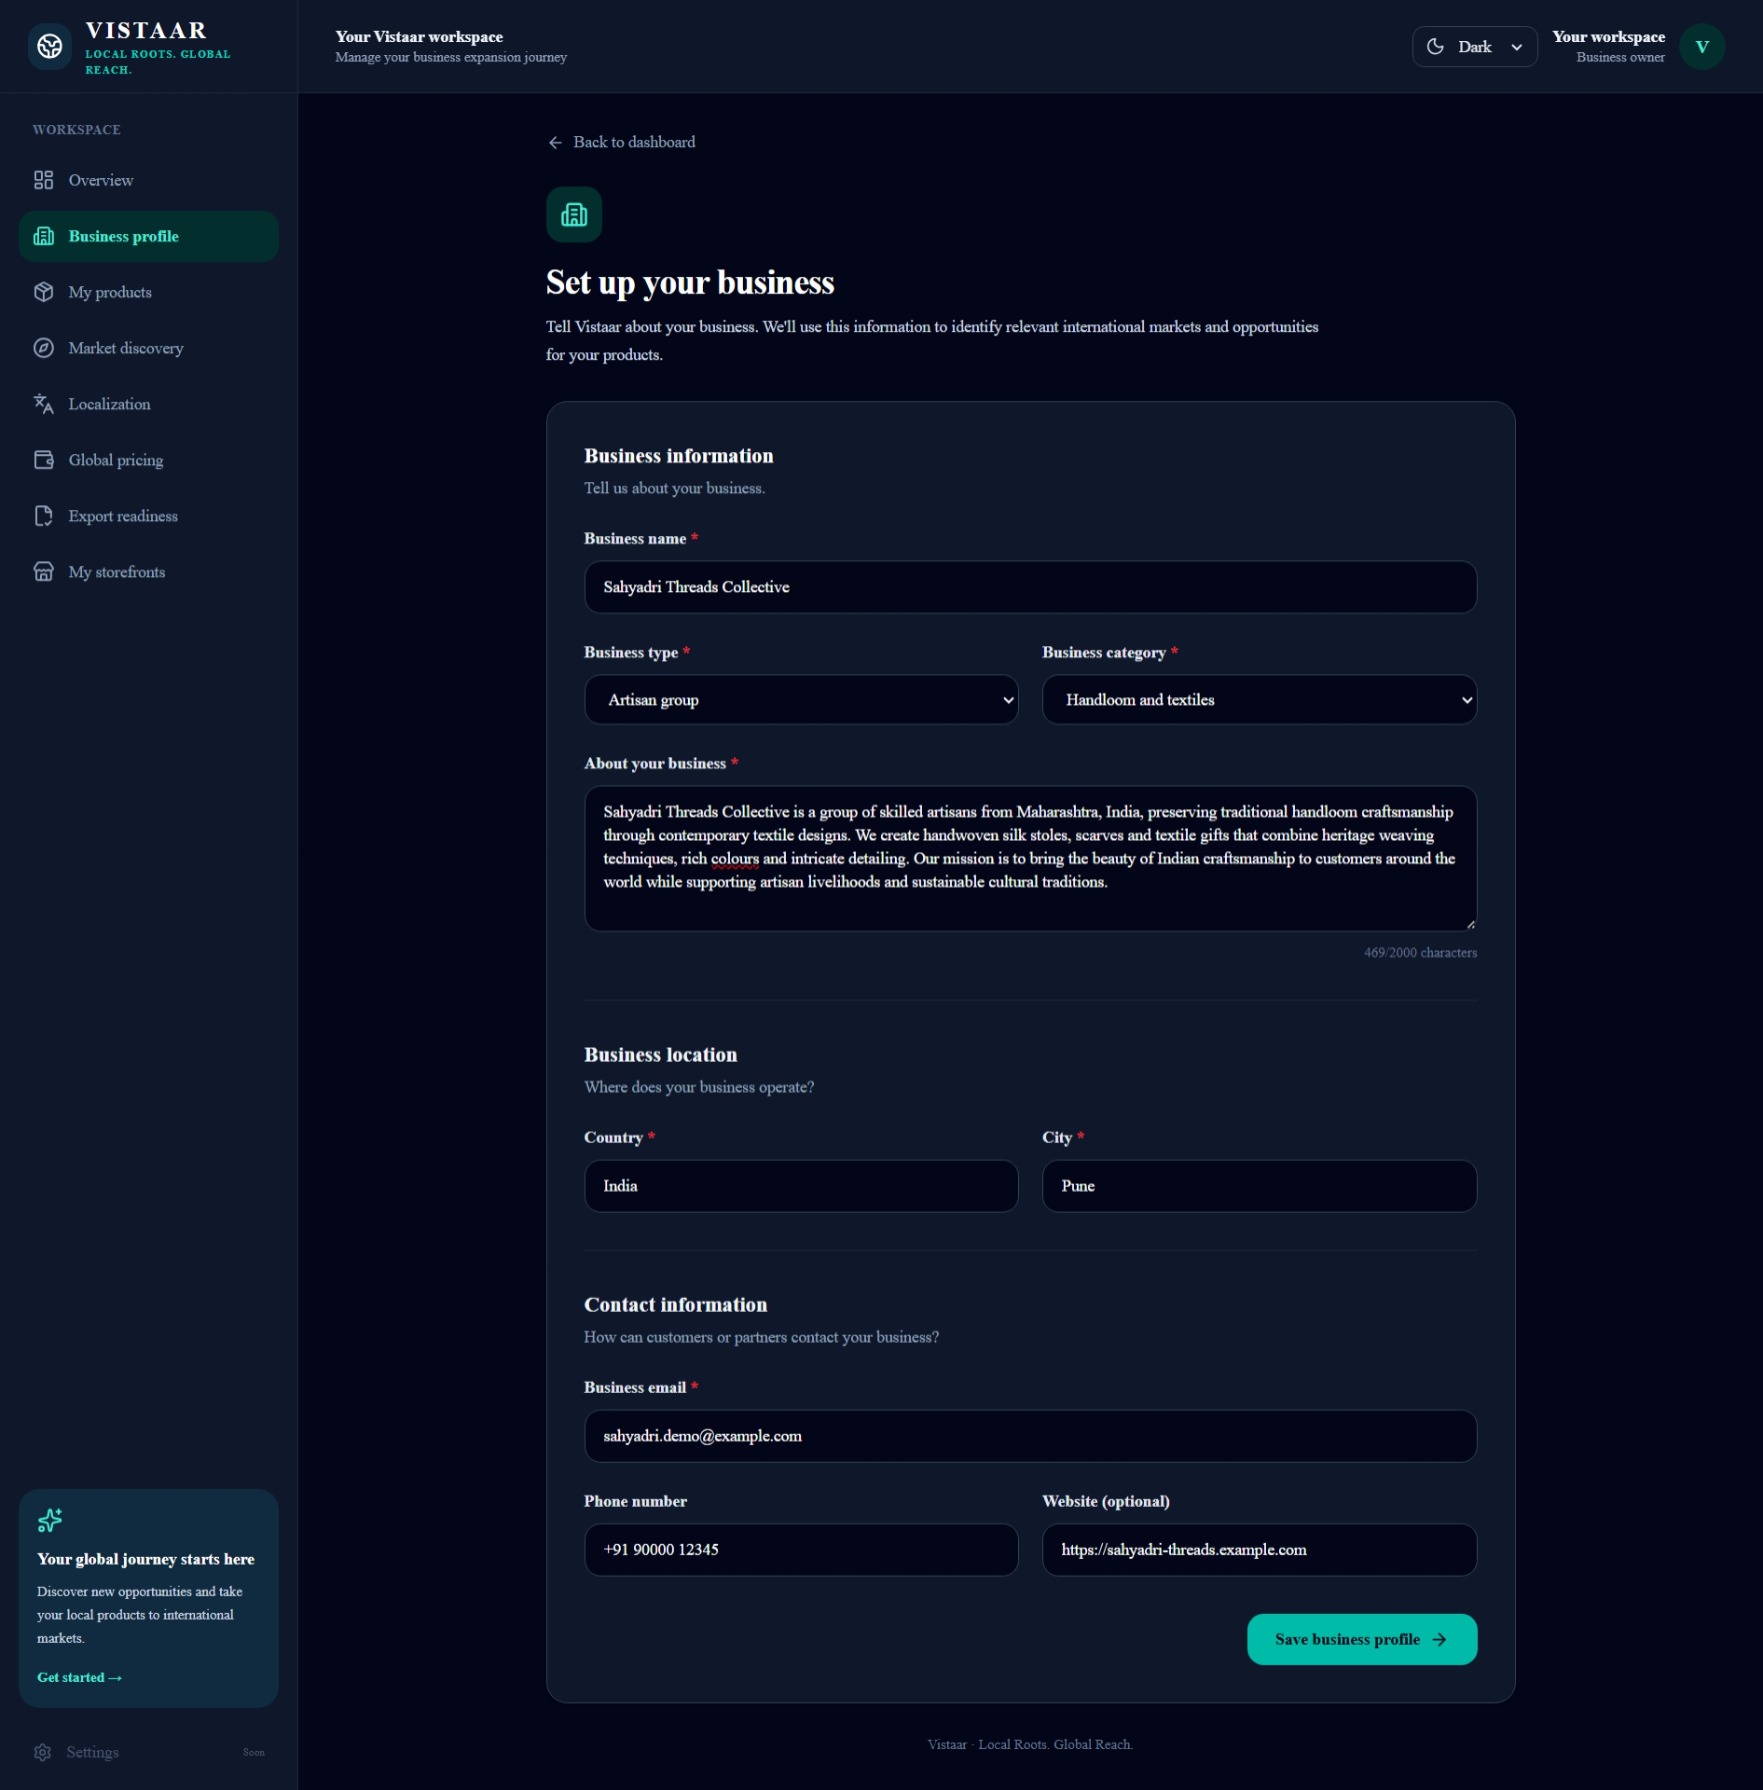 VISTAAR
LOCAL ROOTS. GLOBAL
REACH.
Your Vistaar workspace
Manage your business expansion journey
Dark
Your workspace
Business owner
V
WORKSPACE
Overview
Business profile
My products
Market discovery
Localization
Global pricing
Export readiness
My storefronts
Your global journey starts here
Discover new opportunities and take
your local products to international
markets.
Get started →
Settings
Soon
← Back to dashboard
Set up your business
Tell Vistaar about your business. We'll use this information to identify relevant international markets and opportunities
for your products.
Business information
Tell us about your business.
Business name *
Sahyadri Threads Collective
Business type *
Artisan group
Business category *
Handloom and textiles
About your business *
Sahyadri Threads Collective is a group of skilled artisans from Maharashtra, India, preserving traditional handloom craftsmanship
through contemporary textile designs. We create handwoven silk stoles, scarves and textile gifts that combine heritage weaving
techniques, rich colours and intricate detailing. Our mission is to bring the beauty of Indian craftsmanship to customers around the
world while supporting artisan livelihoods and sustainable cultural traditions.
469/2000 characters
Business location
Where does your business operate?
Country *
India
City *
Pune
Contact information
How can customers or partners contact your business?
Business email *
sahyadri.demo@example.com
Phone number
+91 90000 12345
Website (optional)
https://sahyadri-threads.example.com
Save business profile →
Vistaar · Local Roots. Global Reach.